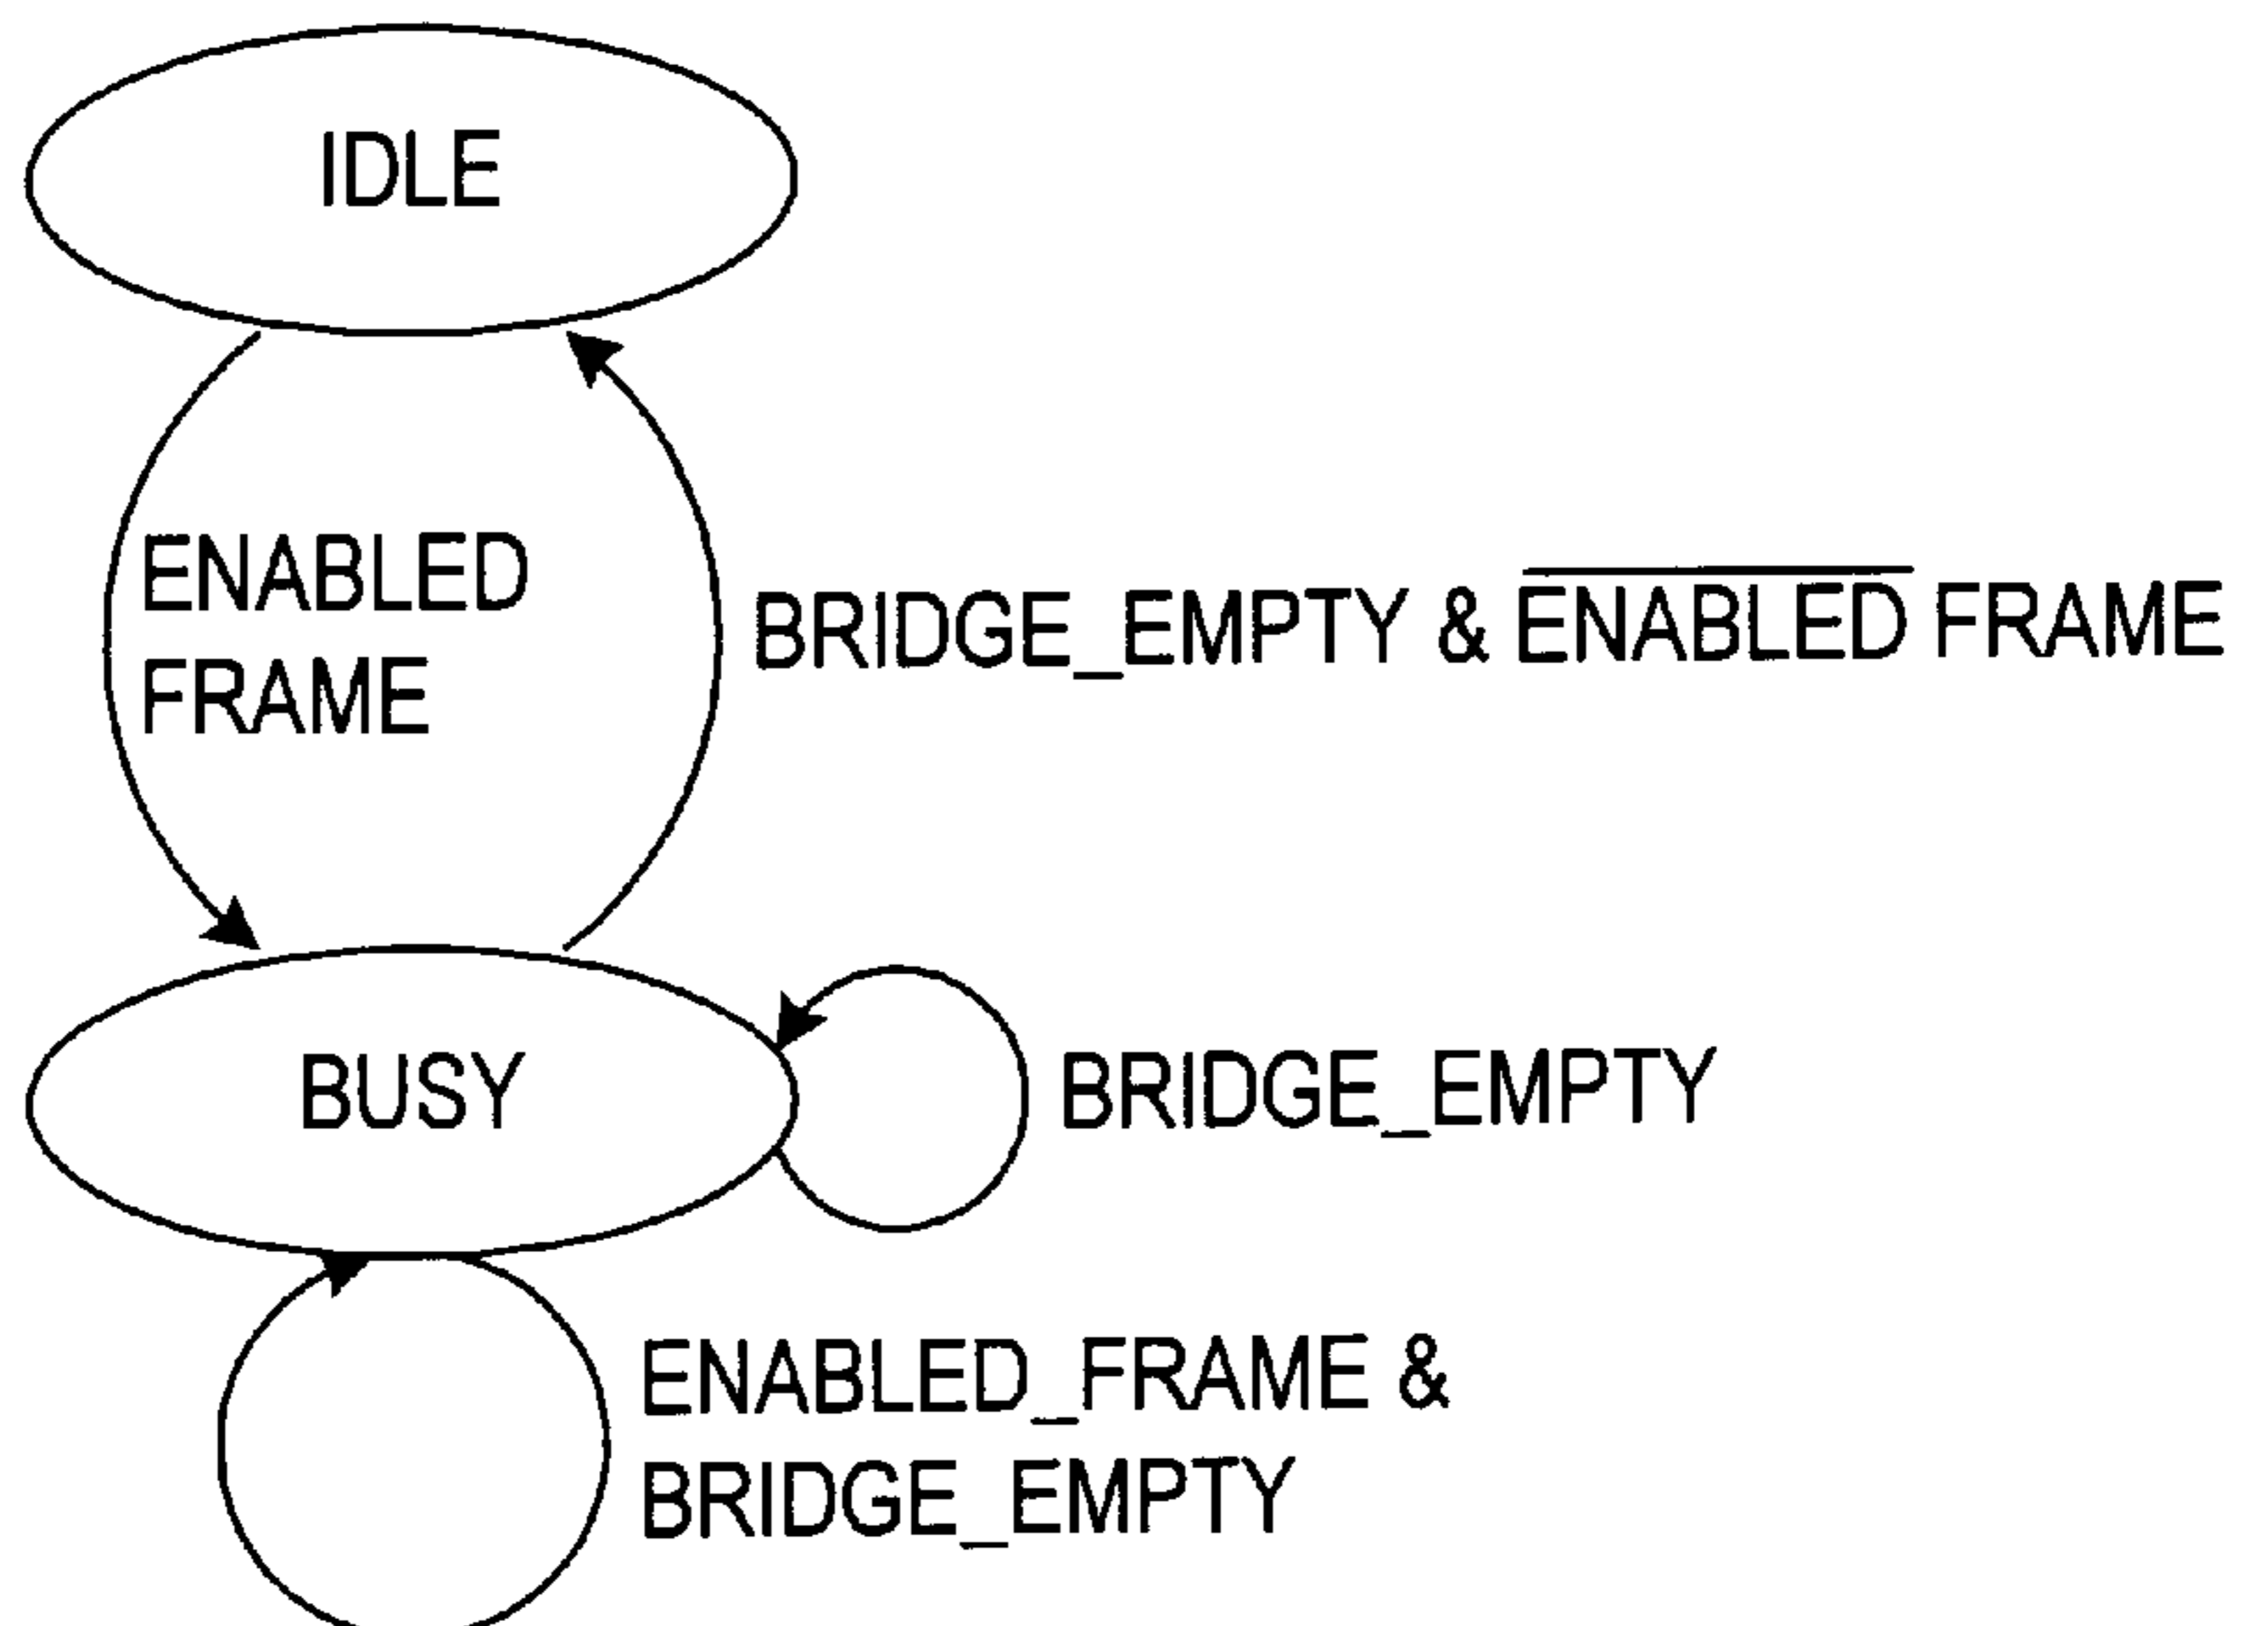 IDLE
ENABLED
FRAME
BRIDGE_EMPTY & ENABLED FRAME
BUSY
BRIDGE_EMPTY
ENABLED_FRAME &
BRIDGE_EMPTY